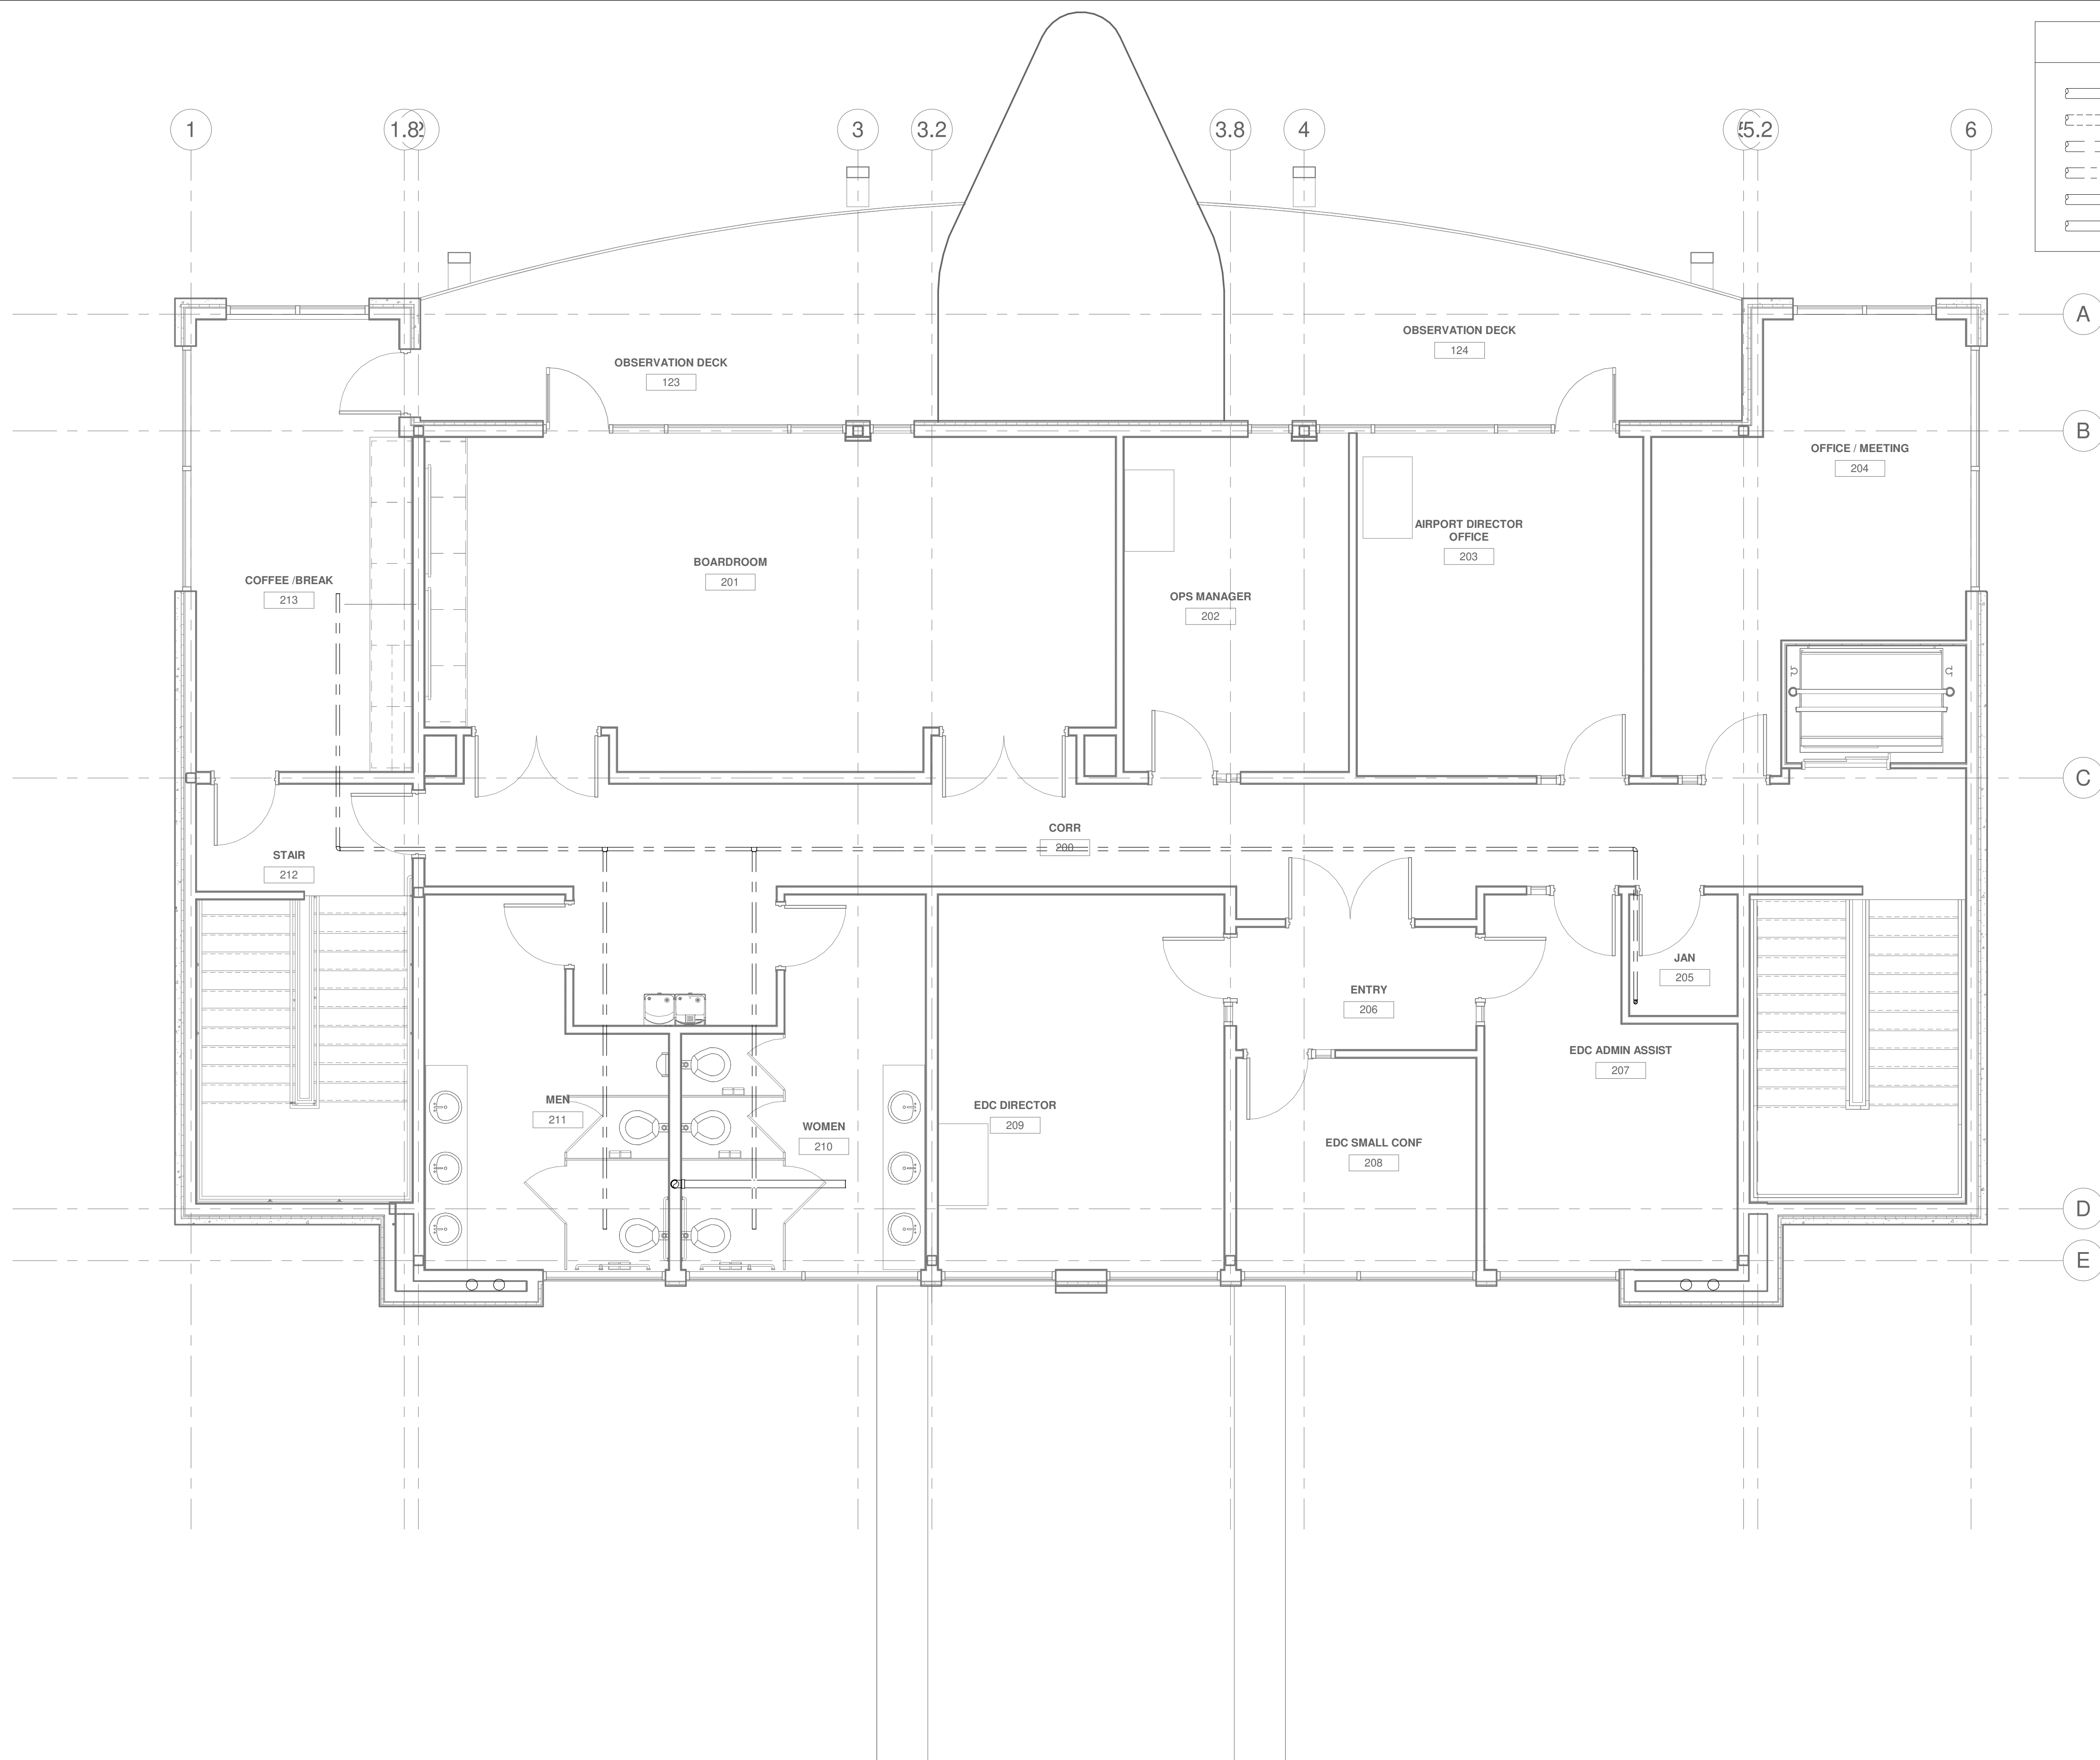 1
1.8
3
3.2
3.8
4
5.2
6
A
OBSERVATION DECK
124
OBSERVATION DECK
123
B
OFFICE / MEETING
204
AIRPORT DIRECTOR
OFFICE
203
BOARDROOM
201
COFFEE /BREAK
213
OPS MANAGER
202
C
CORR
200
STAIR
212
JAN
205
ENTRY
206
EDC ADMIN ASSIST
207
MEN
211
EDC DIRECTOR
209
WOMEN
210
EDC SMALL CONF
208
D
E